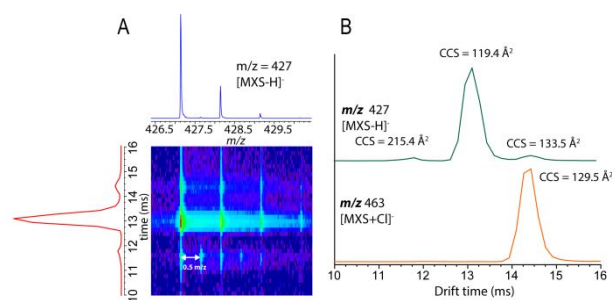 A
m/z = 427
[MXS-H]⁻
426.5 427.5 428.5 429.5
m/z
16
15
14
13
12
11
10
time (ms)
0.5 m/z
B
CCS = 119.4 Å²
m/z 427
[MXS-H]⁻
CCS = 215.4 Å²
CCS = 133.5 Å²
CCS = 129.5 Å²
m/z 463
[MXS+Cl]⁻
10 11 12 13 14 15 16
Drift time (ms)